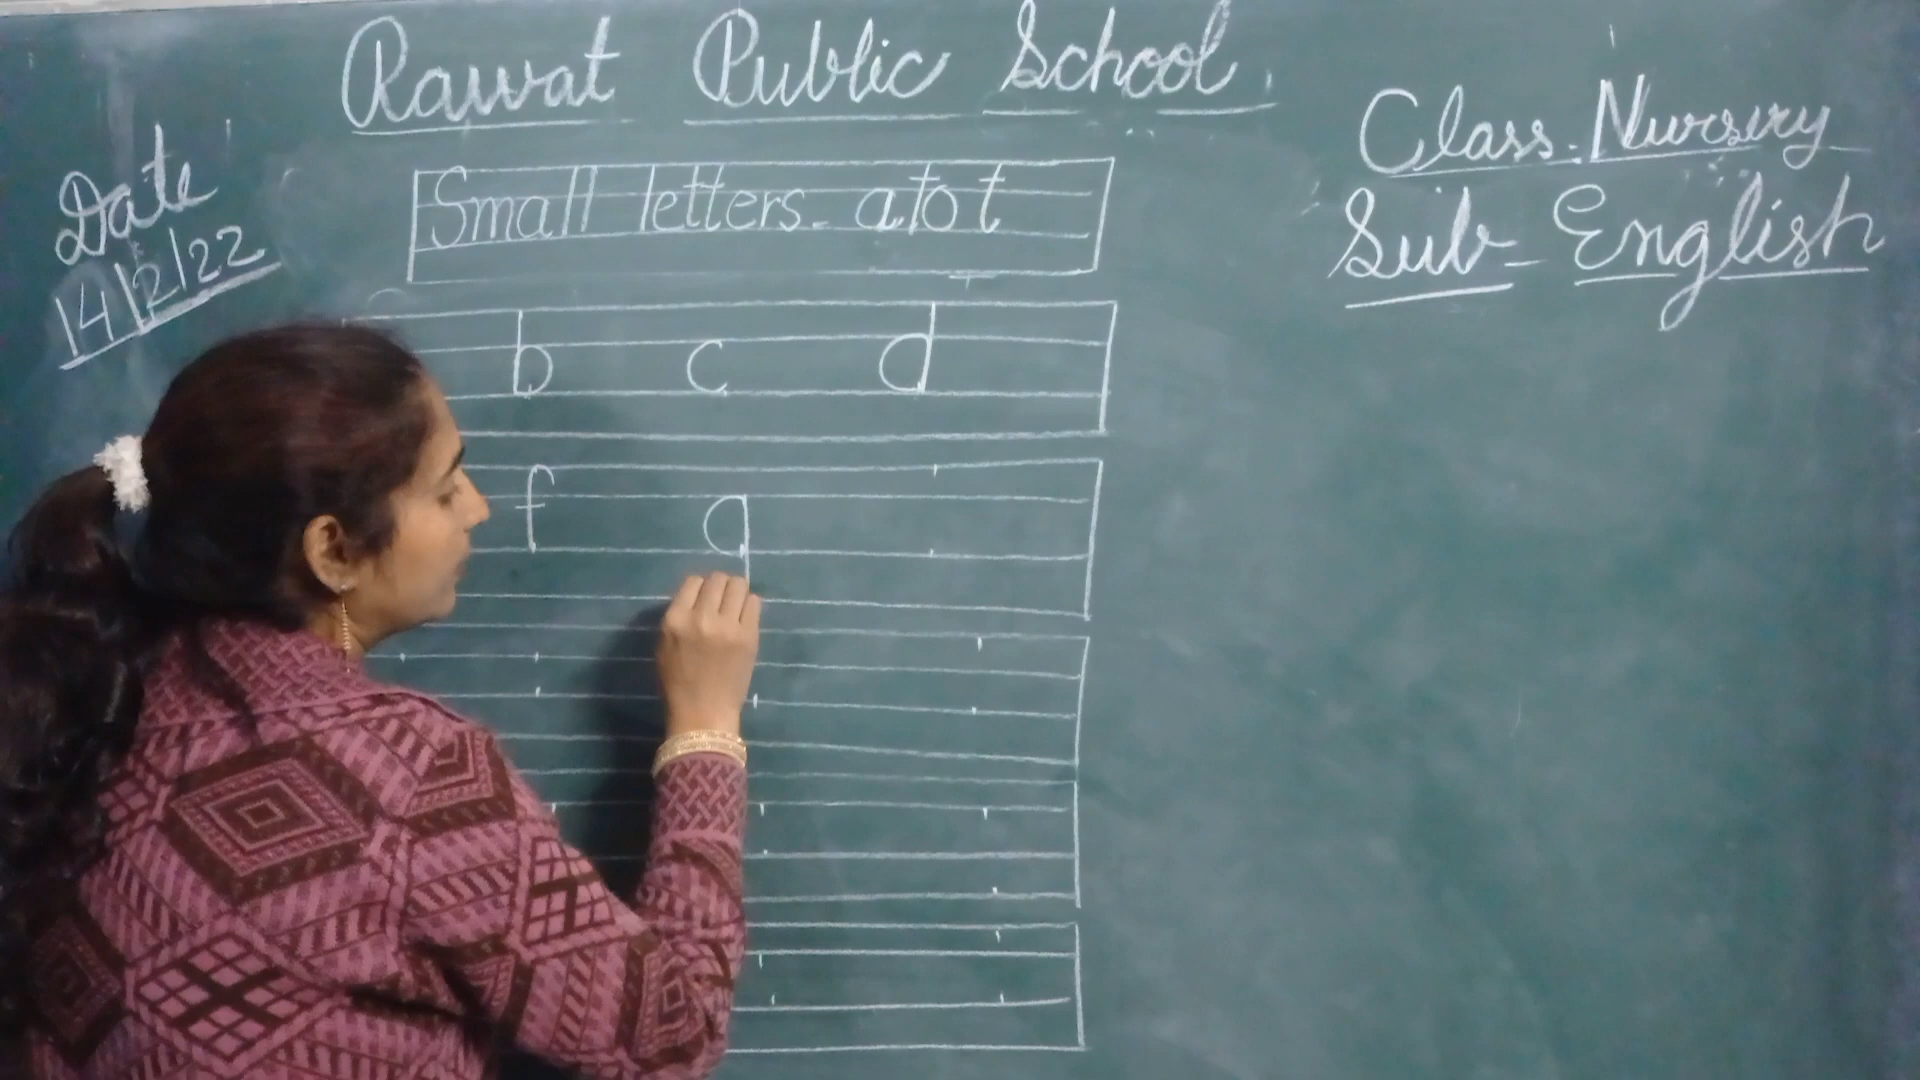 Rawat Public School
Date
14/12/22
Class. Nursery
Sub - English
Small letters - a to t
b c d
f g